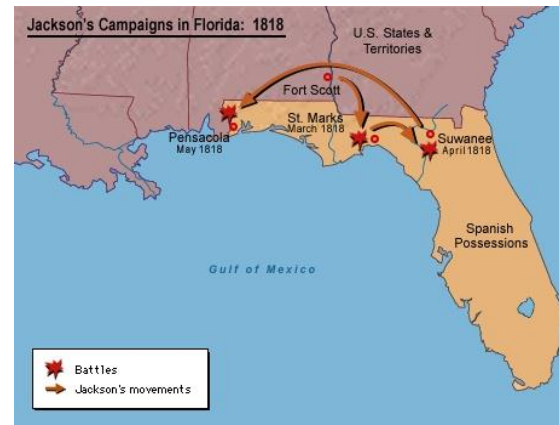 Jackson's Campaigns in Florida: 1818
U.S. States &
Territories
Fort Scott
St. Marks
March 1818
Pensacola
May 1818
Suwanee
April 1818
Spanish
Possessions
Gulf of Mexico
Battles
Jackson's movements